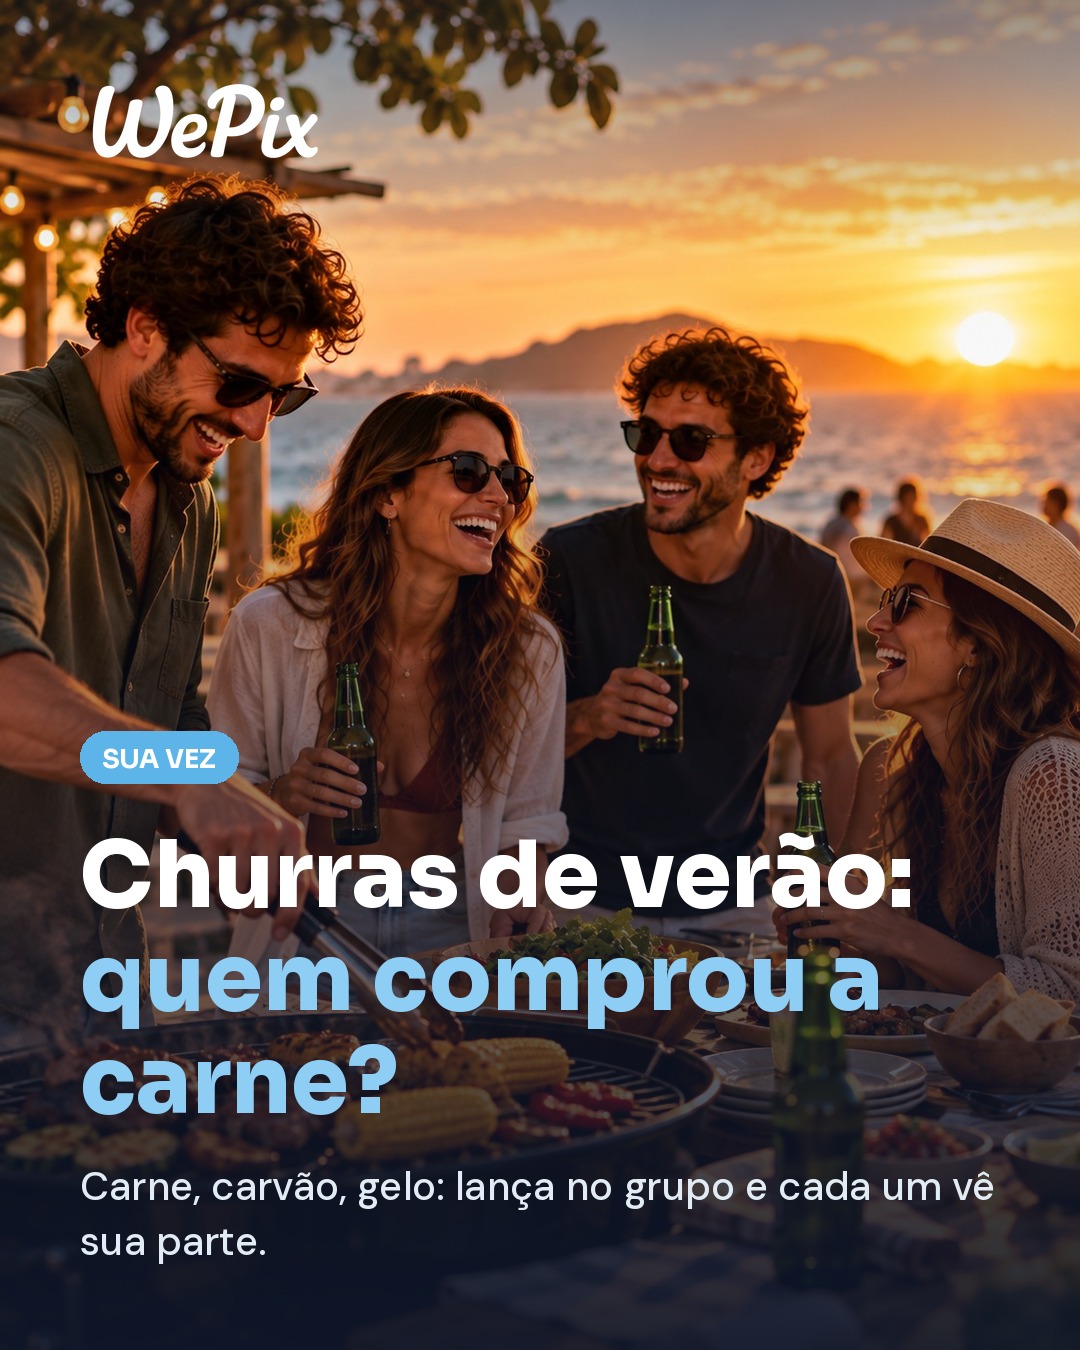 WePix
SUA VEZ
Churras de verão:
quem comprou a
carne?
Carne, carvão, gelo: lança no grupo e cada um vê
sua parte.